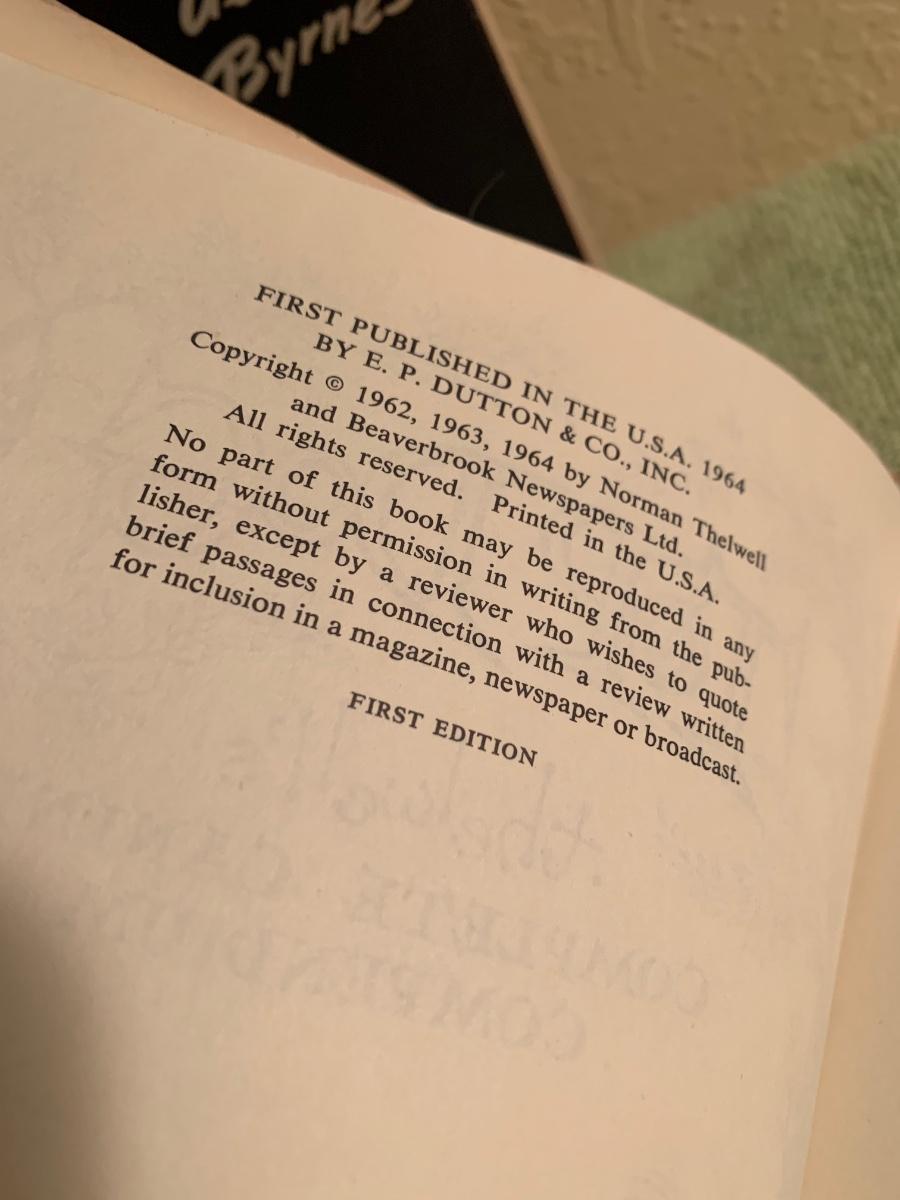 Byrnes
FIRST PUBLISHED IN THE U.S.A. 1964
BY E. P. DUTTON & CO., INC.
Copyright © 1962, 1963, 1964 by Norman Thelwell
and Beaverbrook Newspapers Ltd.
All rights reserved. Printed in the U.S.A.
No part of this book may be reproduced in any
form without permission in writing from the pub-
lisher, except by a reviewer who wishes to quote
brief passages in connection with a review written
for inclusion in a magazine, newspaper or broadcast.
FIRST EDITION
COMPLETE